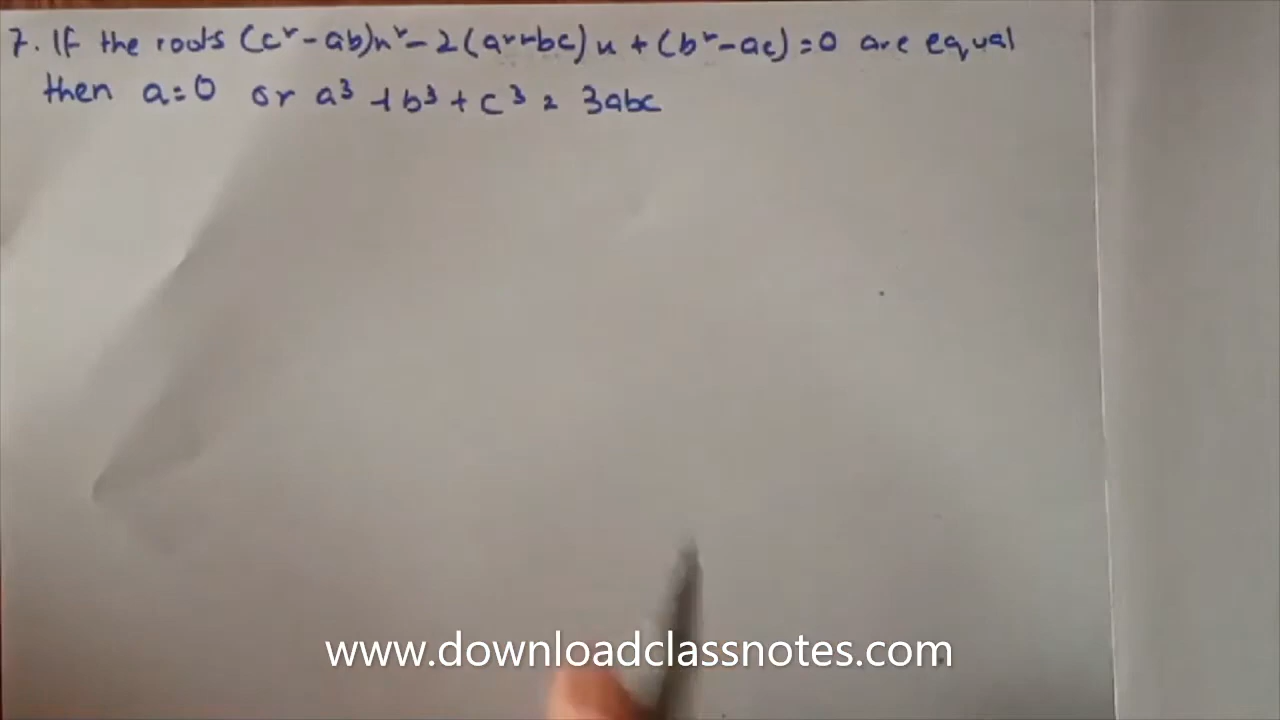 7. If the roots (c² - ab)x² - 2(a² - bc)x + (b² - ac) = 0 are equal
then a = 0 or a³ + b³ + c³ = 3abc
www.downloadclassnotes.com